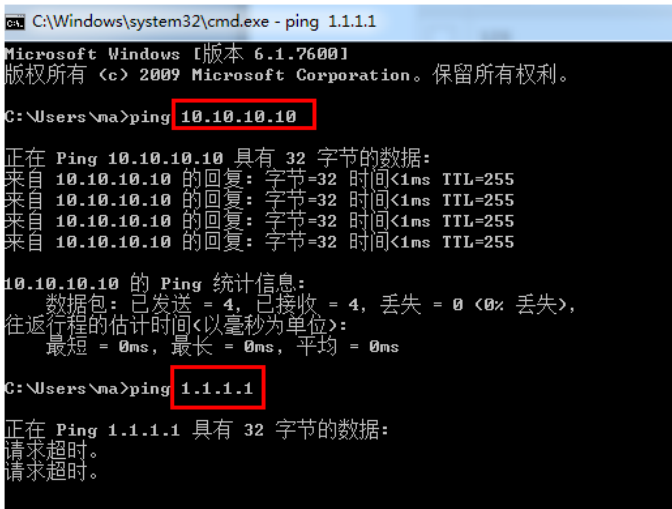 C:\Windows\system32\cmd.exe - ping 1.1.1.1
Microsoft Windows [版本 6.1.7600]
版权所有 (c) 2009 Microsoft Corporation。保留所有权利。
C:\Users\ma>ping 10.10.10.10
正在 Ping 10.10.10.10 具有 32 字节的数据:
来自 10.10.10.10 的回复: 字节=32 时间<1ms TTL=255
来自 10.10.10.10 的回复: 字节=32 时间<1ms TTL=255
来自 10.10.10.10 的回复: 字节=32 时间<1ms TTL=255
来自 10.10.10.10 的回复: 字节=32 时间<1ms TTL=255
10.10.10.10 的 Ping 统计信息:
数据包: 已发送 = 4, 已接收 = 4, 丢失 = 0 (0% 丢失),
往返行程的估计时间(以毫秒为单位):
最短 = 0ms, 最长 = 0ms, 平均 = 0ms
C:\Users\ma>ping 1.1.1.1
正在 Ping 1.1.1.1 具有 32 字节的数据:
请求超时。
请求超时。